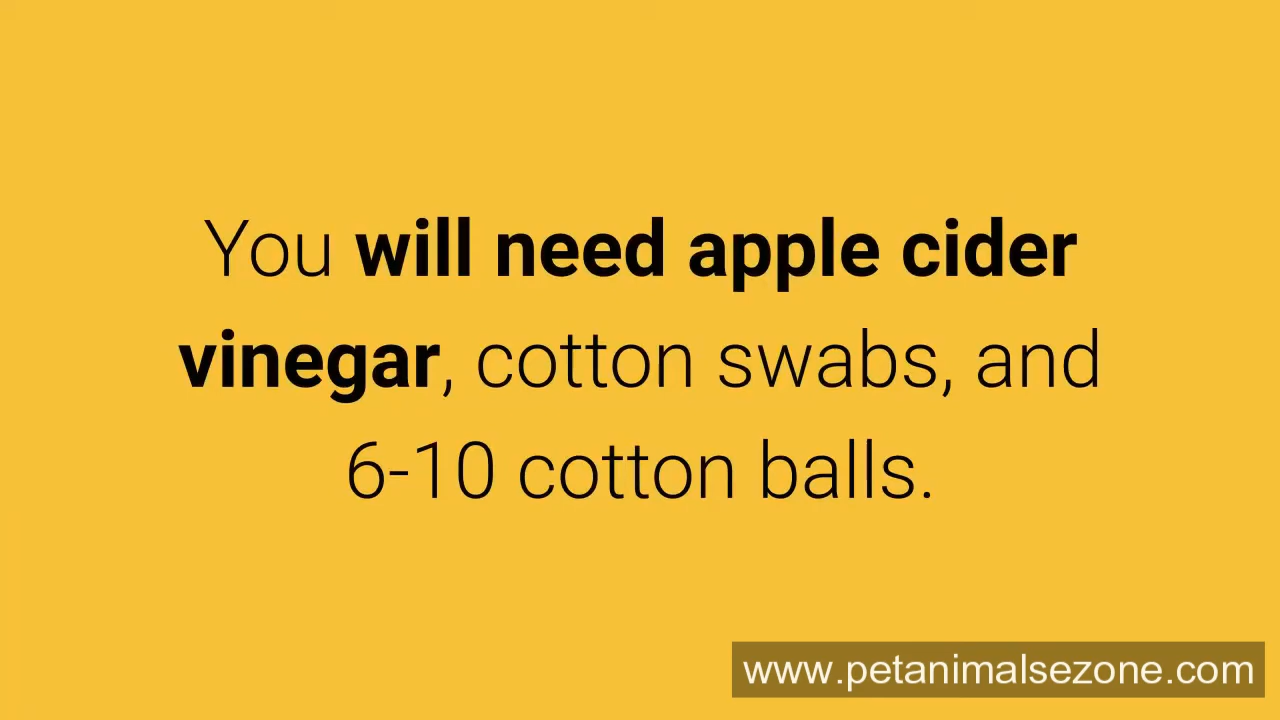 You will need apple cider
vinegar, cotton swabs, and
6-10 cotton balls.
www.petanimalsezone.com